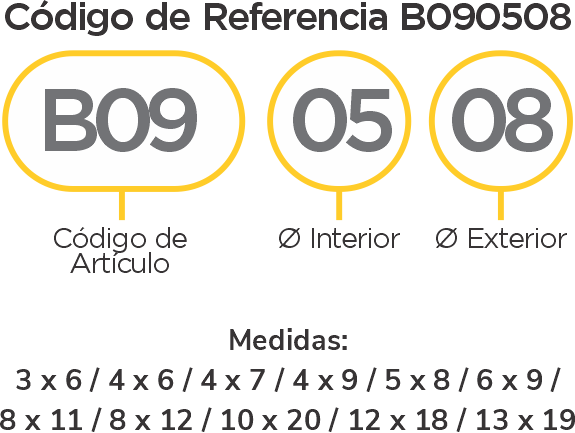 Código de Referencia B090508
B09 05 08
Código de Artículo
Ø Interior
Ø Exterior
Medidas:
3 x 6 / 4 x 6 / 4 x 7 / 4 x 9 / 5 x 8 / 6 x 9 /
8 x 11 / 8 x 12 / 10 x 20 / 12 x 18 / 13 x 19